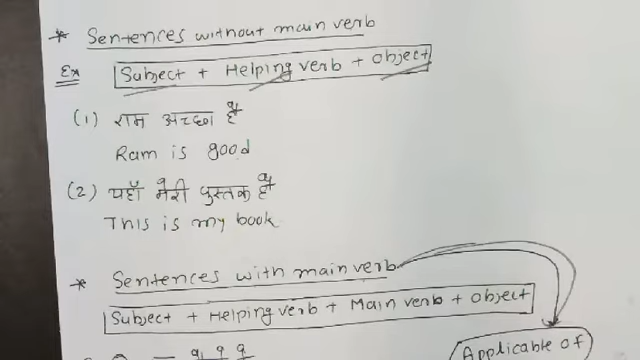 * Sentences without main verb
Ex Subject + Helping verb + Object
(1) राम अच्छा है
Ram is good
(2) यहाँ मेरी पुस्तक है
This is my book
* Sentences with main verb
Subject + Helping verb + Main verb + Object
Applicable of